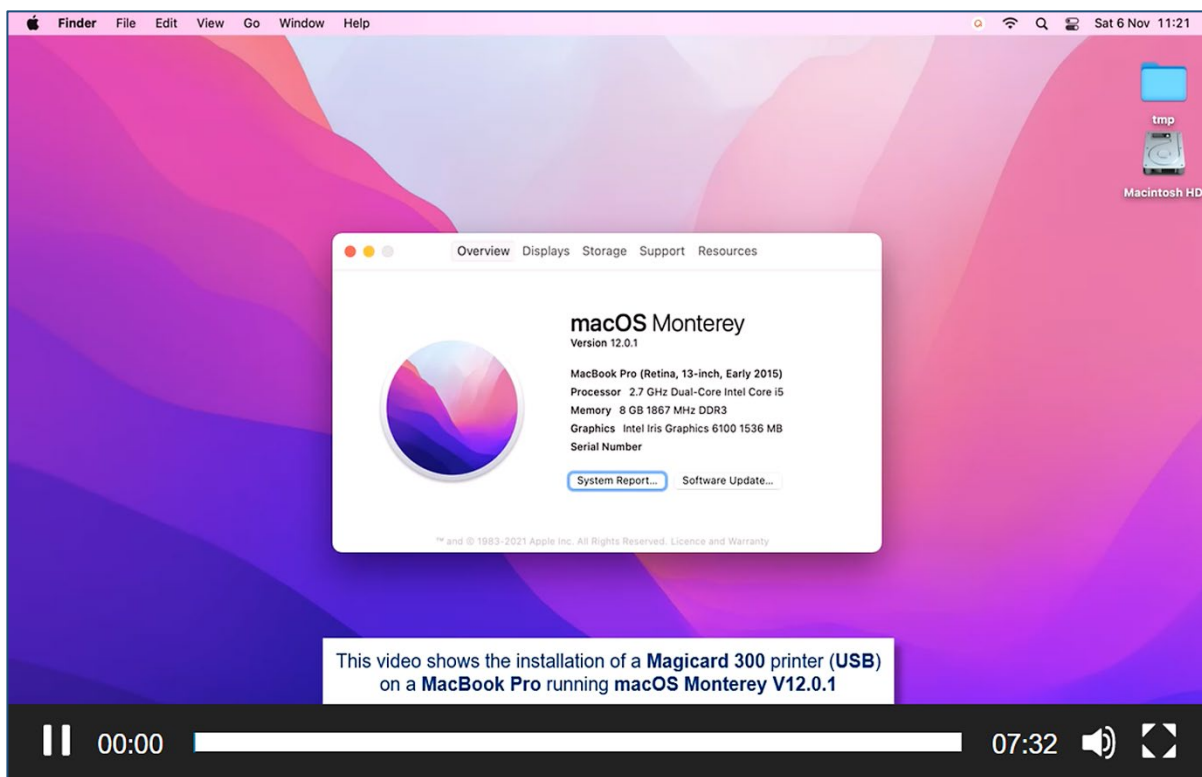 Finder File Edit View Go Window Help Sat 6 Nov 11:21
tmp
Macintosh HD
Overview Displays Storage Support Resources
macOS Monterey
Version 12.0.1
MacBook Pro (Retina, 13-inch, Early 2015)
Processor 2.7 GHz Dual-Core Intel Core i5
Memory 8 GB 1867 MHz DDR3
Graphics Intel Iris Graphics 6100 1536 MB
Serial Number
System Report... Software Update...
™ and © 1983-2021 Apple Inc. All Rights Reserved. Licence and Warranty
This video shows the installation of a Magicard 300 printer (USB)
on a MacBook Pro running macOS Monterey V12.0.1
00:00 07:32